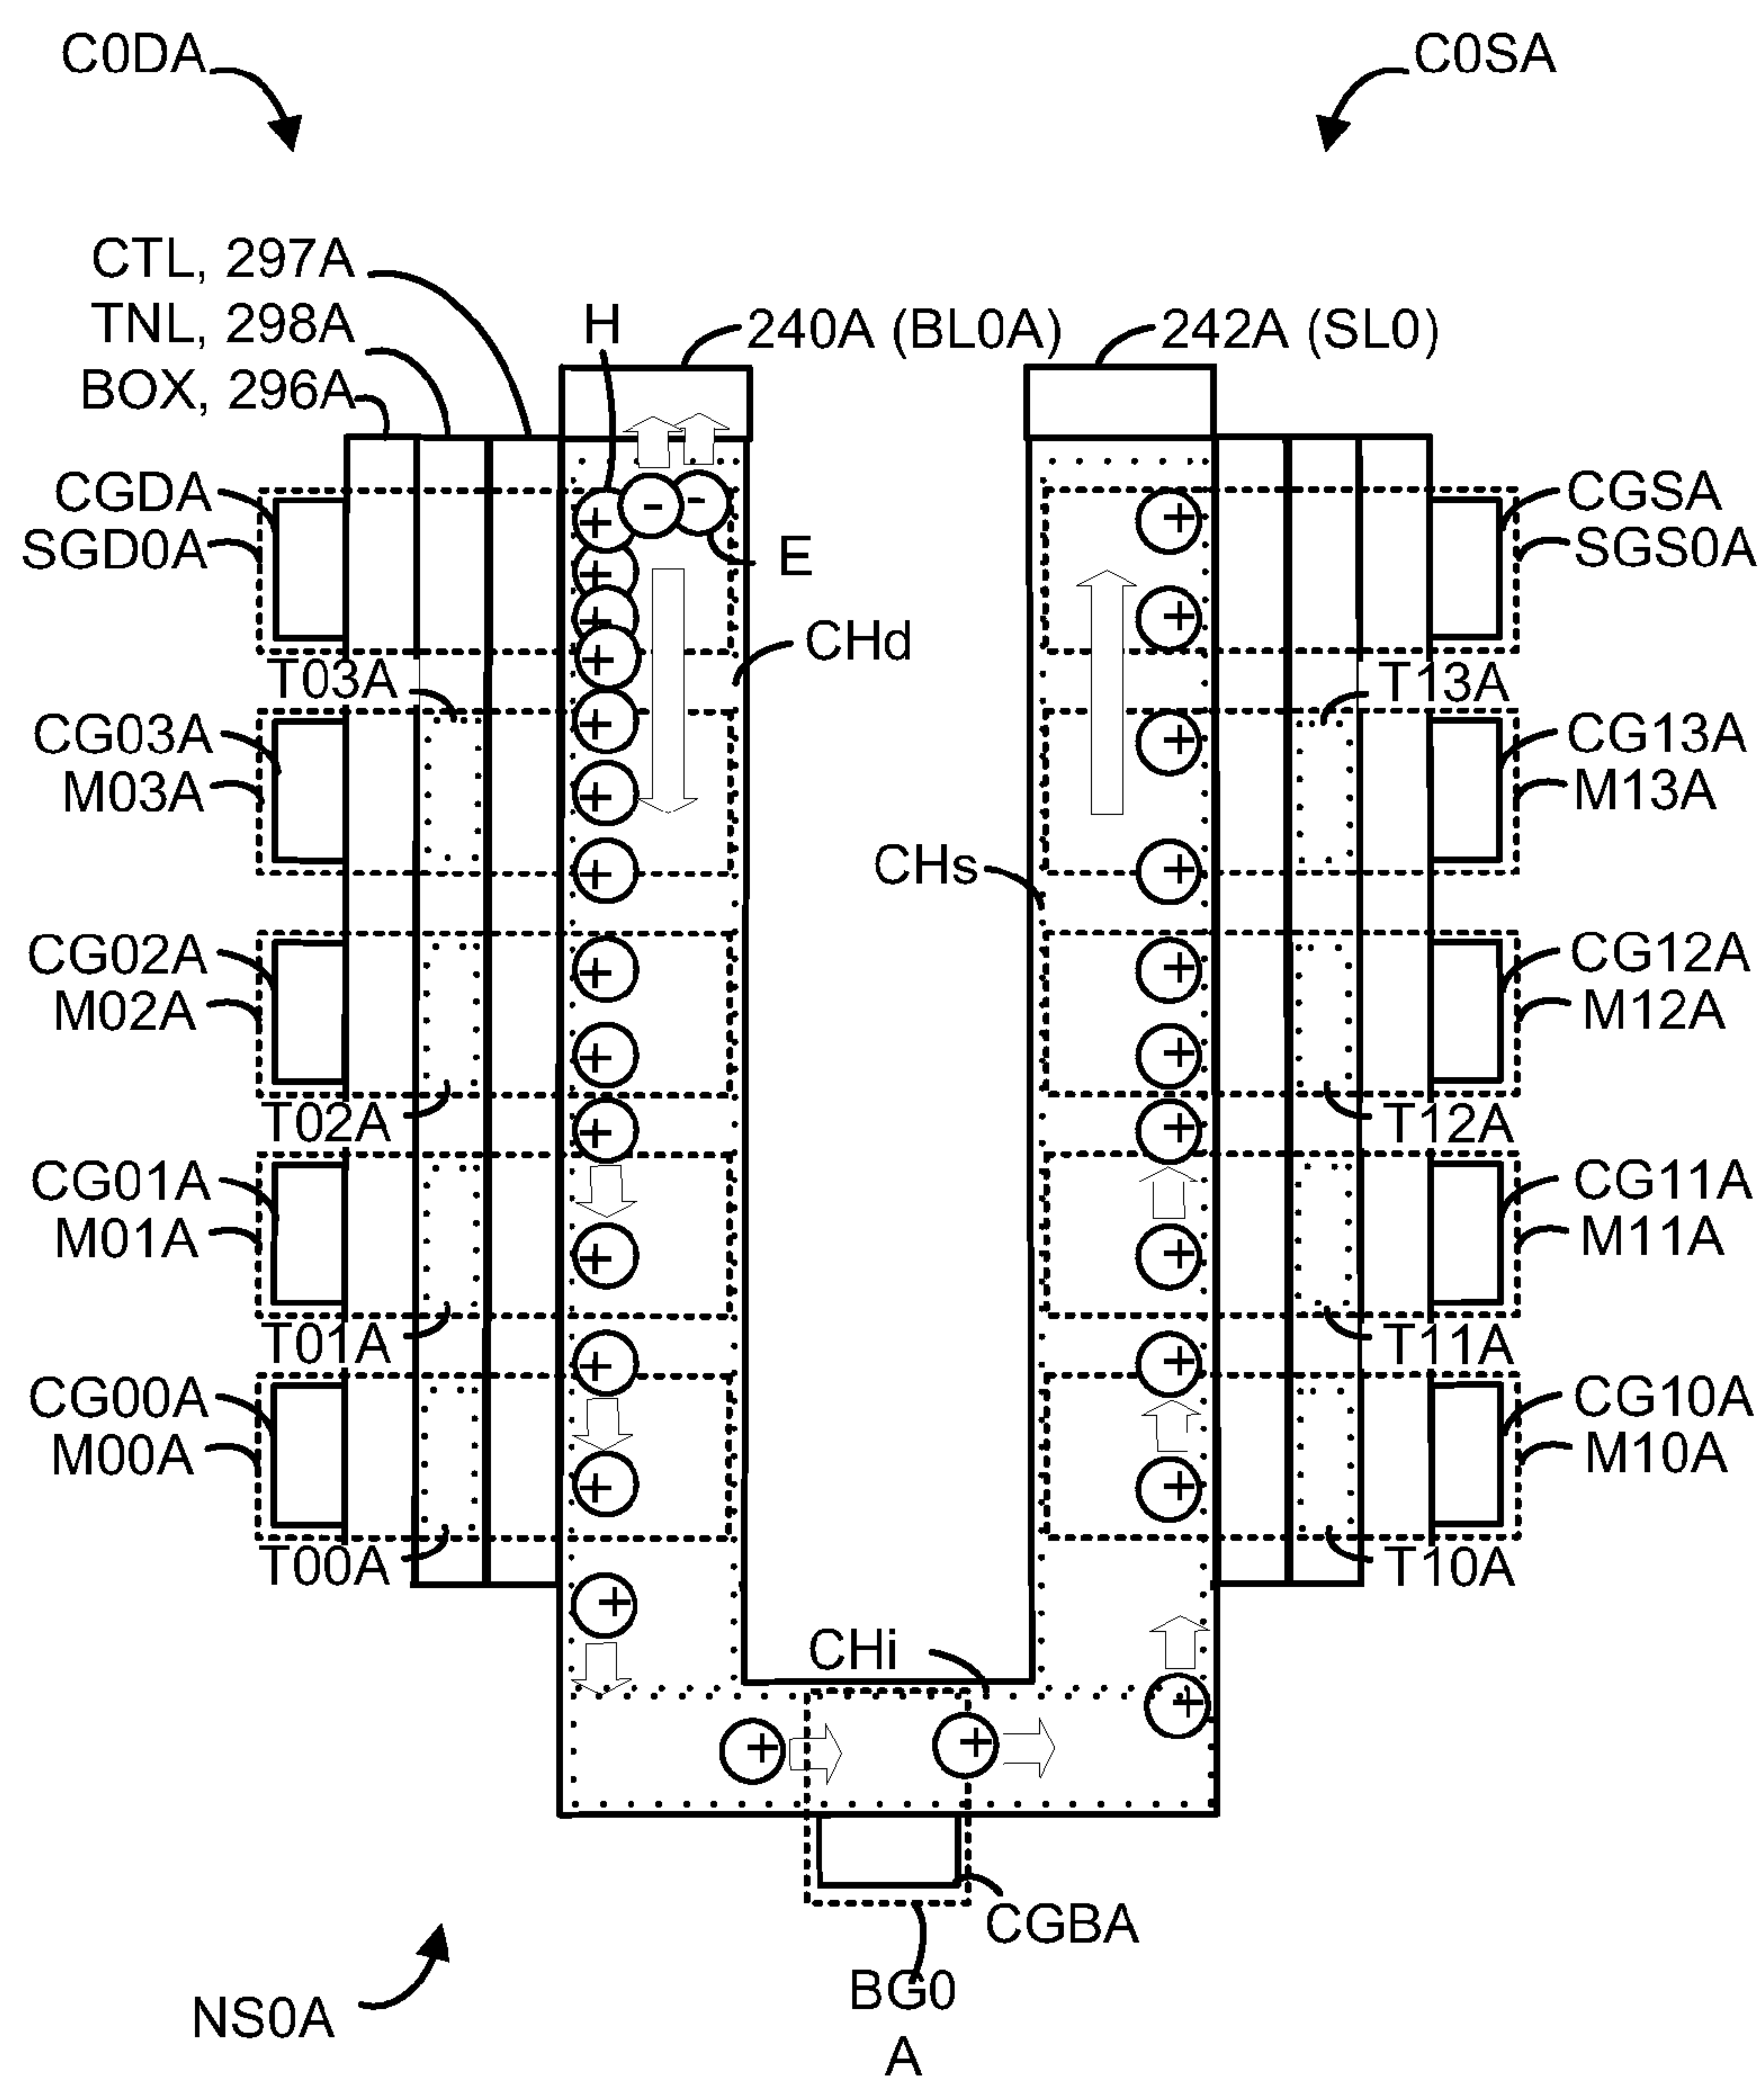 C0DA
C0SA
CTL, 297A
TNL, 298A
BOX, 296A
H
240A (BL0A)
242A (SL0)
CGDA
SGD0A
E
CGSA
SGS0A
CHd
T03A
T13A
CG03A
M03A
CG13A
M13A
CHs
CG02A
M02A
CG12A
M12A
T02A
T12A
CG01A
M01A
CG11A
M11A
T01A
T11A
CG00A
M00A
CG10A
M10A
T00A
T10A
CHi
CGBA
BG0
A
NS0A